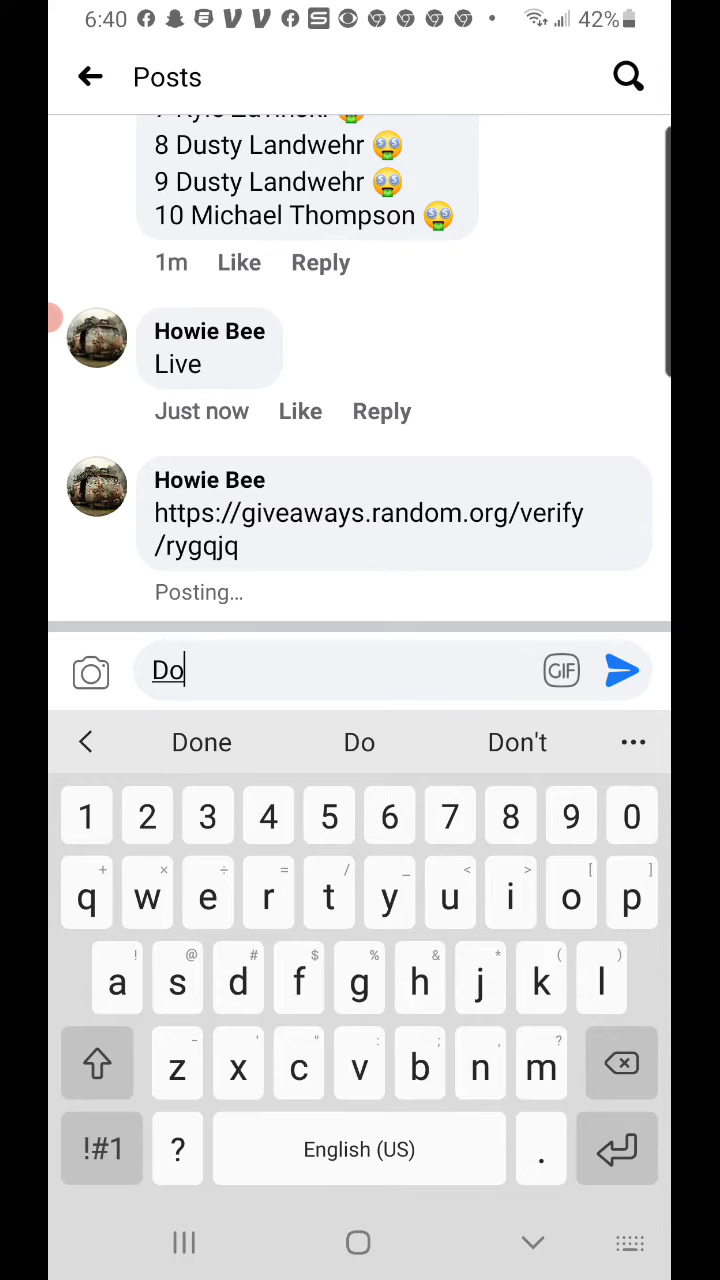 6:40 42%
Posts
8 Dusty Landwehr
9 Dusty Landwehr
10 Michael Thompson
1m Like Reply
Howie Bee
Live
Just now Like Reply
Howie Bee
https://giveaways.random.org/verify
/rygqjq
Posting...
Do GIF
Done Do Don't
1 2 3 4 5 6 7 8 9 0
+ × ÷ = / _ < > [ ]
q w e r t y u i o p
! @ # $ % & * ( )
a s d f g h j k l
- ' " : ; , ?
z x c v b n m
!#1 ? English (US) .